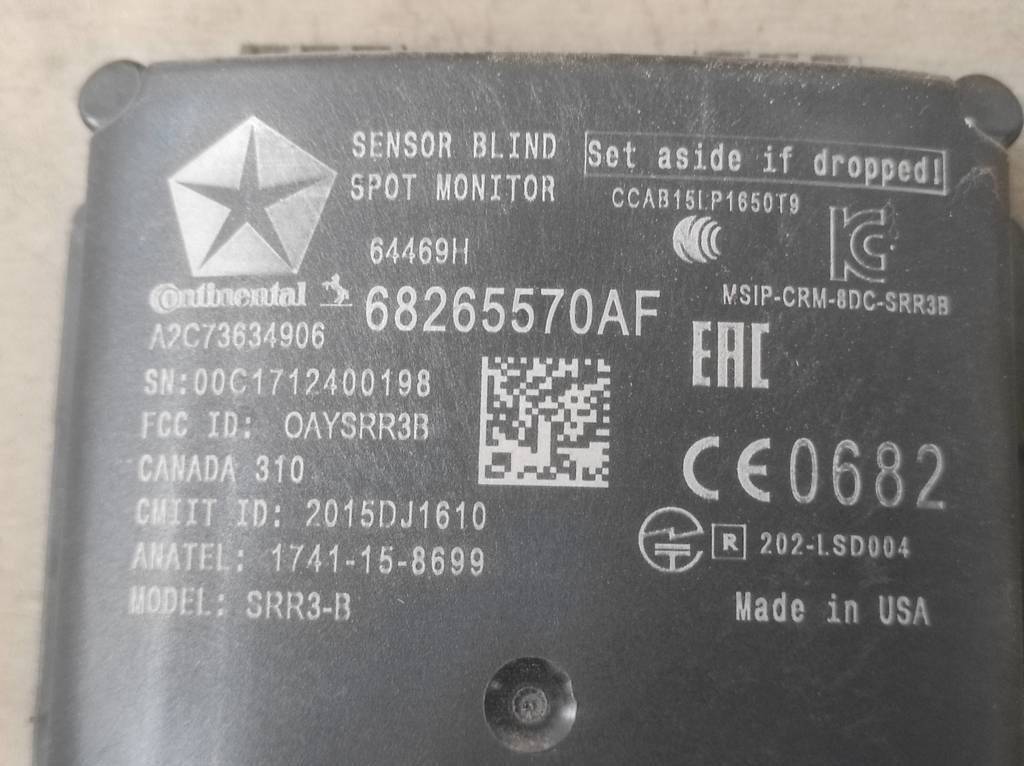 SENSOR BLIND
SPOT MONITOR
Set aside if dropped!
CCAB15LP1650T9
64469H
KC
Continental
68265570AF
MSIP-CRM-8DC-SRR3B
A2C73634906
EAC
SN:00C1712400198
FCC ID: OAYSRR3B
CANADA 310
CE0682
CMIIT ID: 2015DJ1610
R 202-LSD004
ANATEL: 1741-15-8699
MODEL: SRR3-B
Made in USA